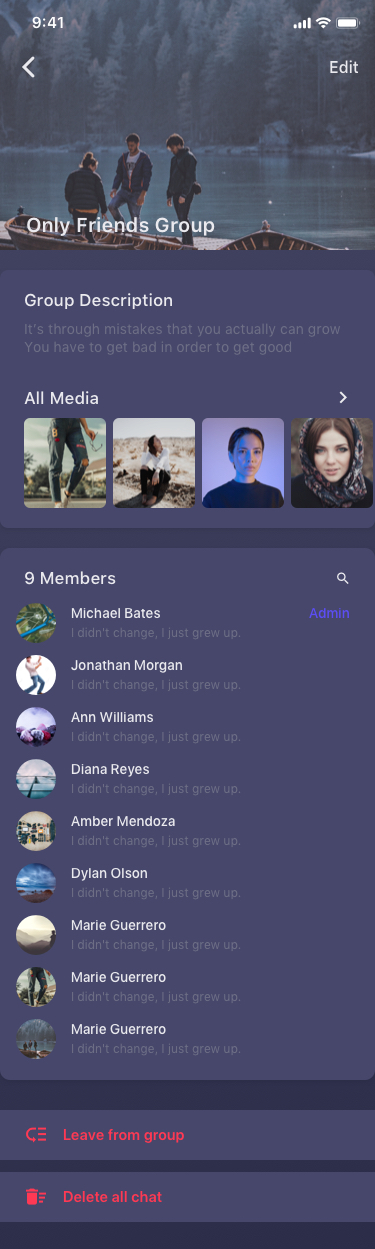 9:41
Edit
Only Friends Group
Group Description
It's through mistakes that you actually can grow
You have to get bad in order to get good
All Media
9 Members
Michael Bates
Admin
I didn't change, I just grew up.
Jonathan Morgan
I didn't change, I just grew up.
Ann Williams
I didn't change, I just grew up.
Diana Reyes
I didn't change, I just grew up.
Amber Mendoza
I didn't change, I just grew up.
Dylan Olson
I didn't change, I just grew up.
Marie Guerrero
I didn't change, I just grew up.
Marie Guerrero
I didn't change, I just grew up.
Marie Guerrero
I didn't change, I just grew up.
Leave from group
Delete all chat